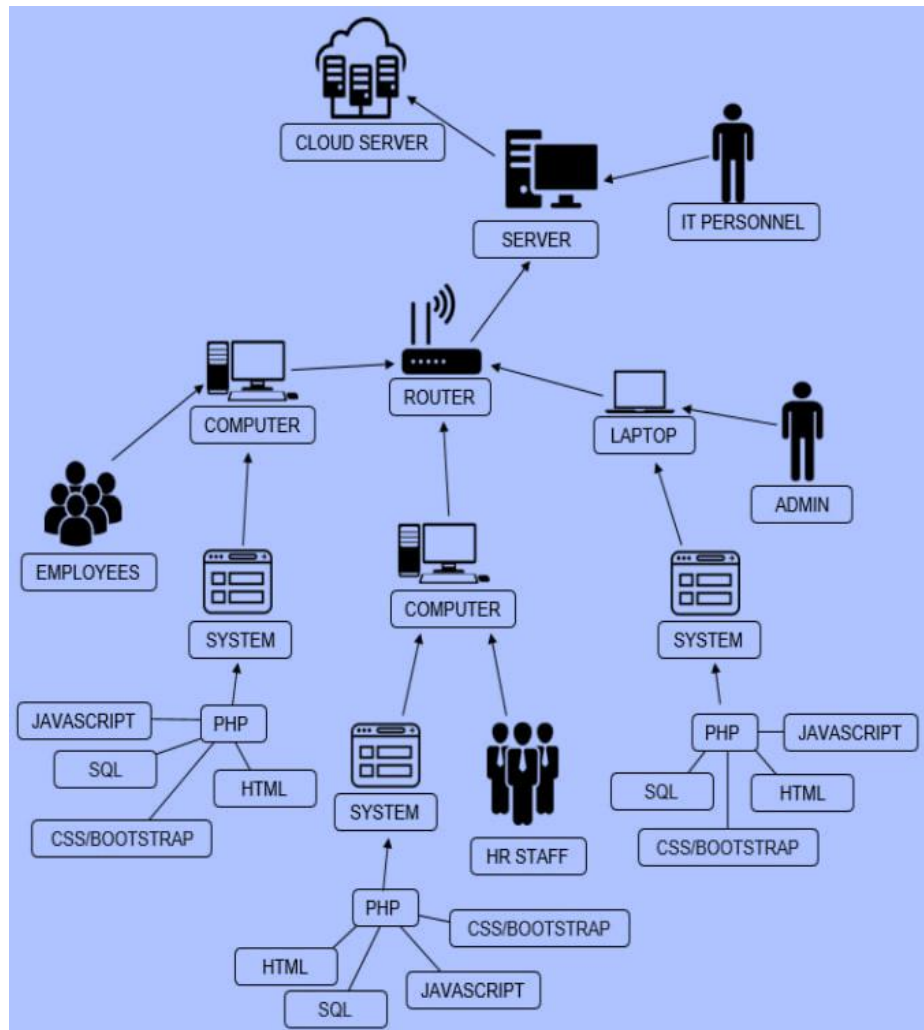 CLOUD SERVER
IT PERSONNEL
SERVER
ROUTER
COMPUTER
LAPTOP
ADMIN
EMPLOYEES
COMPUTER
SYSTEM
SYSTEM
JAVASCRIPT
PHP
SQL
HTML
CSS/BOOTSTRAP
SYSTEM
HR STAFF
PHP
JAVASCRIPT
SQL
HTML
CSS/BOOTSTRAP
PHP
CSS/BOOTSTRAP
HTML
JAVASCRIPT
SQL